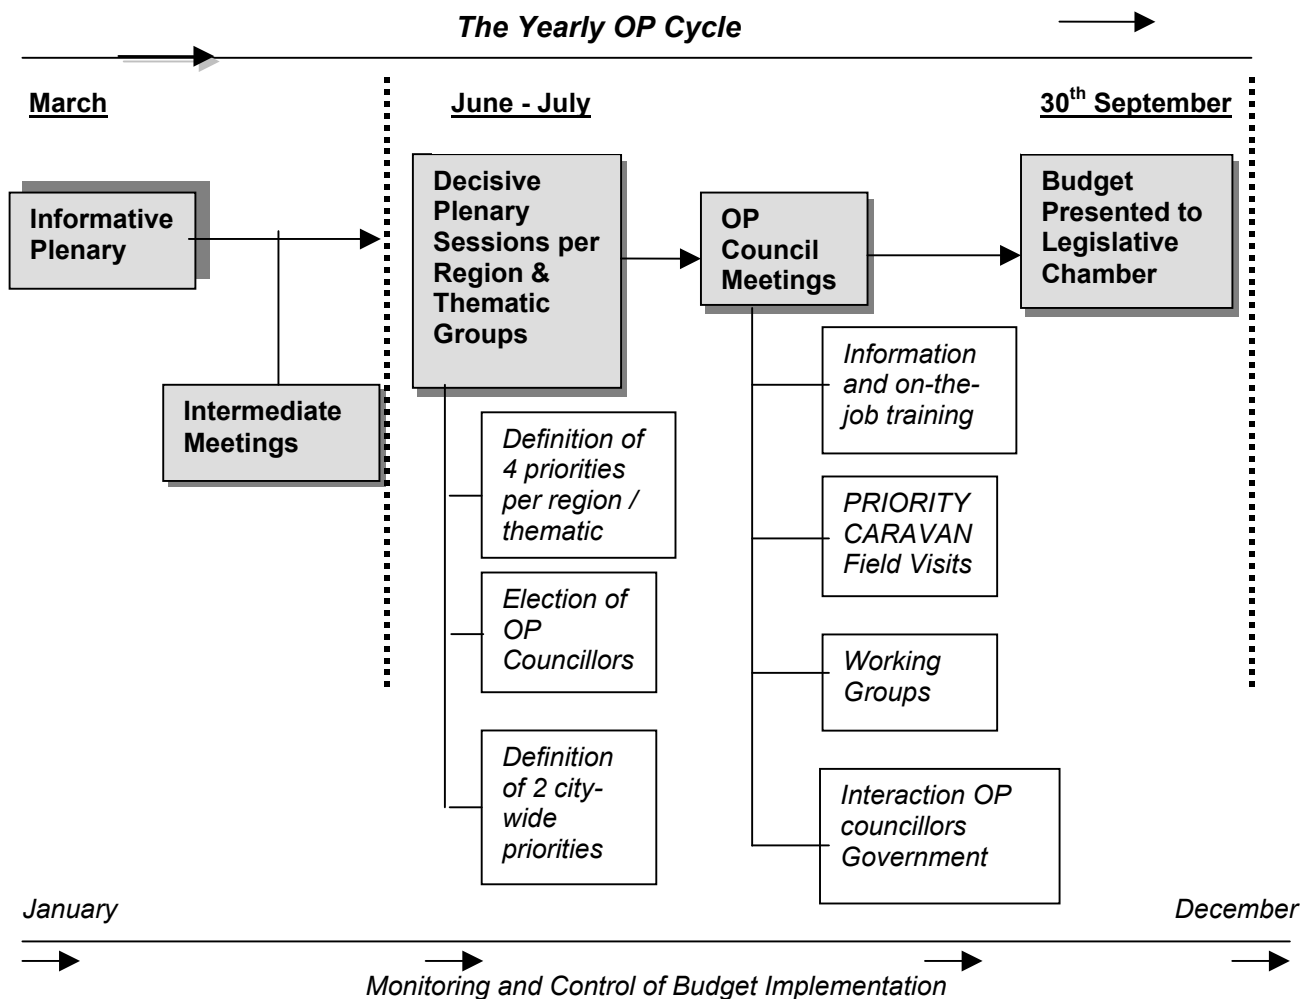 The Yearly OP Cycle
March
June - July
30th September
Informative
Plenary
Intermediate
Meetings
Decisive
Plenary
Sessions per
Region &
Thematic
Groups
Definition of
4 priorities
per region /
thematic
Election of
OP
Councillors
Definition
of 2 city-
wide
priorities
OP
Council
Meetings
Information
and on-the-
job training
PRIORITY
CARAVAN
Field Visits
Working
Groups
Interaction OP
councillors
Government
Budget
Presented to
Legislative
Chamber
January
December
Monitoring and Control of Budget Implementation